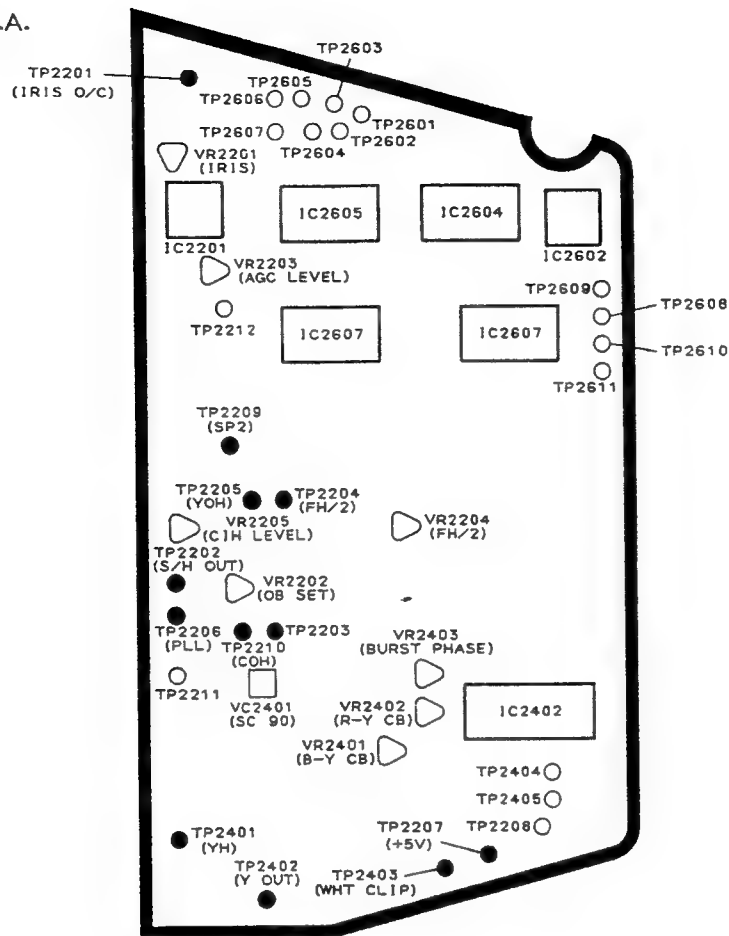 .A.
TP2603
TP2201
(IRIS O/C)
TP2605
TP2606
TP2601
TP2607
TP2604
TP2602
VR2201
(IRIS)
IC2605
IC2604
IC2201
IC2602
VR2203
(AGC LEVEL)
TP2609
TP2608
TP2212
IC2607
IC2607
TP2610
TP2611
TP2209
(SP2)
TP2205
(YOH)
TP2204
(FH/2)
VR2205
(C1H LEVEL)
VR2204
(FH/2)
TP2202
(S/H OUT)
VR2202
(OB SET)
TP2206
(PLL)
TP2210
(COH)
TP2203
VR2403
(BURST PHASE)
TP2211
VC2401
(SC 90)
VR2402
(R-Y CB)
IC2402
VR2401
(B-Y CB)
TP2404
TP2405
TP2208
TP2401
(YH)
TP2207
(+5V)
TP2402
(Y OUT)
TP2403
(WHT CLIP)